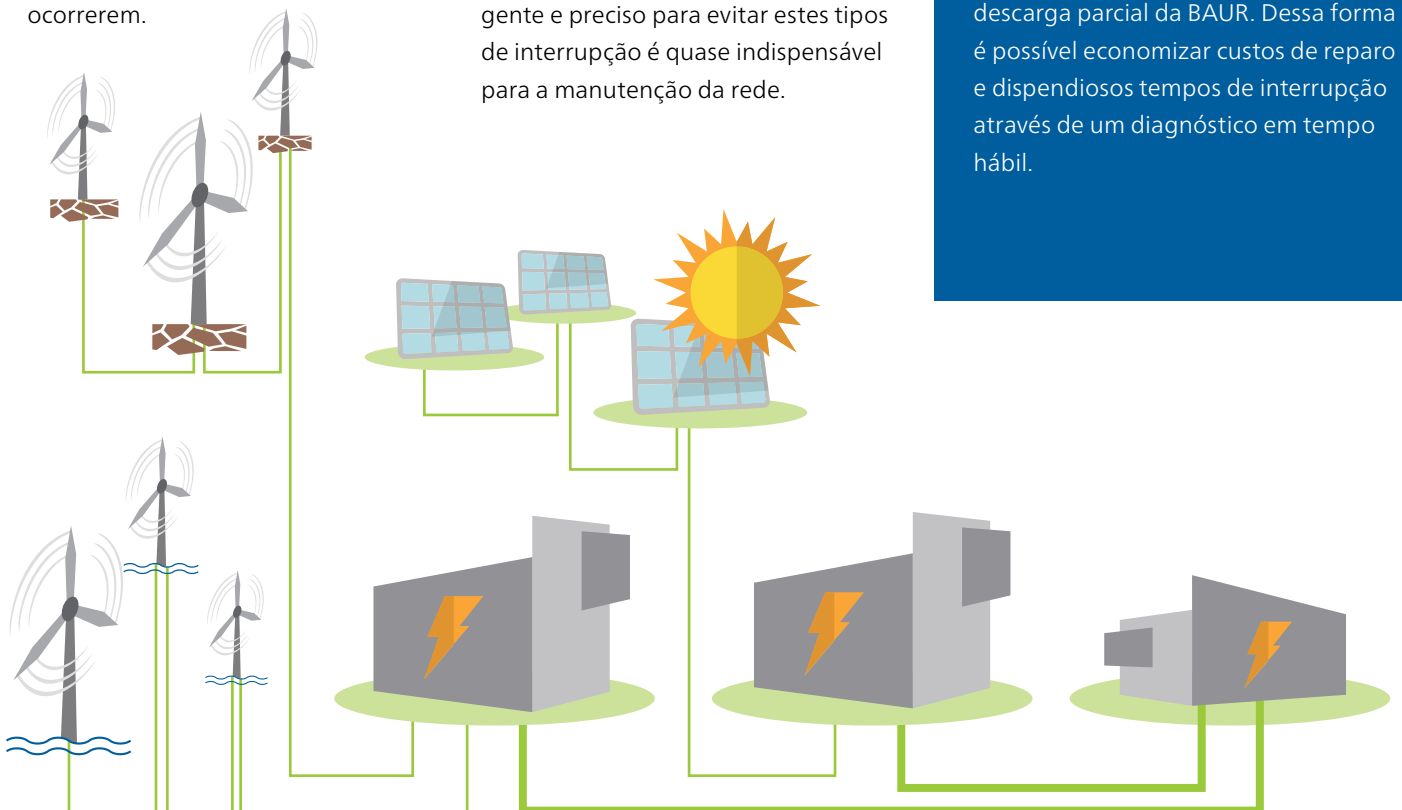 ocorrerem.
gente e preciso para evitar estes tipos
de interrupção é quase indispensável
para a manutenção da rede.
descarga parcial da BAUR. Dessa forma
é possível economizar custos de reparo
e dispendiosos tempos de interrupção
através de um diagnóstico em tempo
hábil.